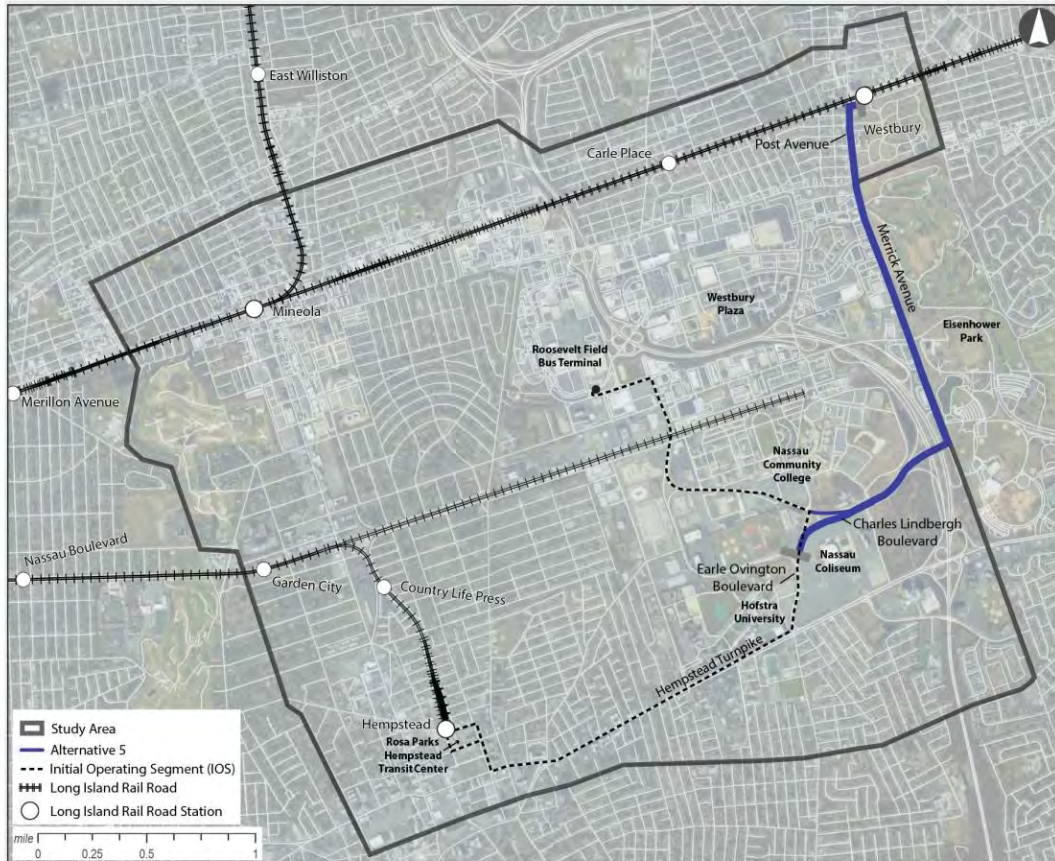 East Williston
Westbury
Post Avenue
Carle Place
Merrick Avenue
Mineola
Westbury
Plaza
Eisenhower
Park
Roosevelt Field
Bus Terminal
Merillon Avenue
Nassau
Community
College
Charles Lindbergh
Boulevard
Nassau Boulevard
Garden City
Country Life Press
Earle Ovington
Boulevard
Nassau
Coliseum
Hofstra
University
Hempstead Turnpike
Hempstead
Rosa Parks
Hempstead
Transit Center
Study Area
Alternative 5
Initial Operating Segment (IOS)
Long Island Rail Road
Long Island Rail Road Station
mile 0 0.25 0.5 1